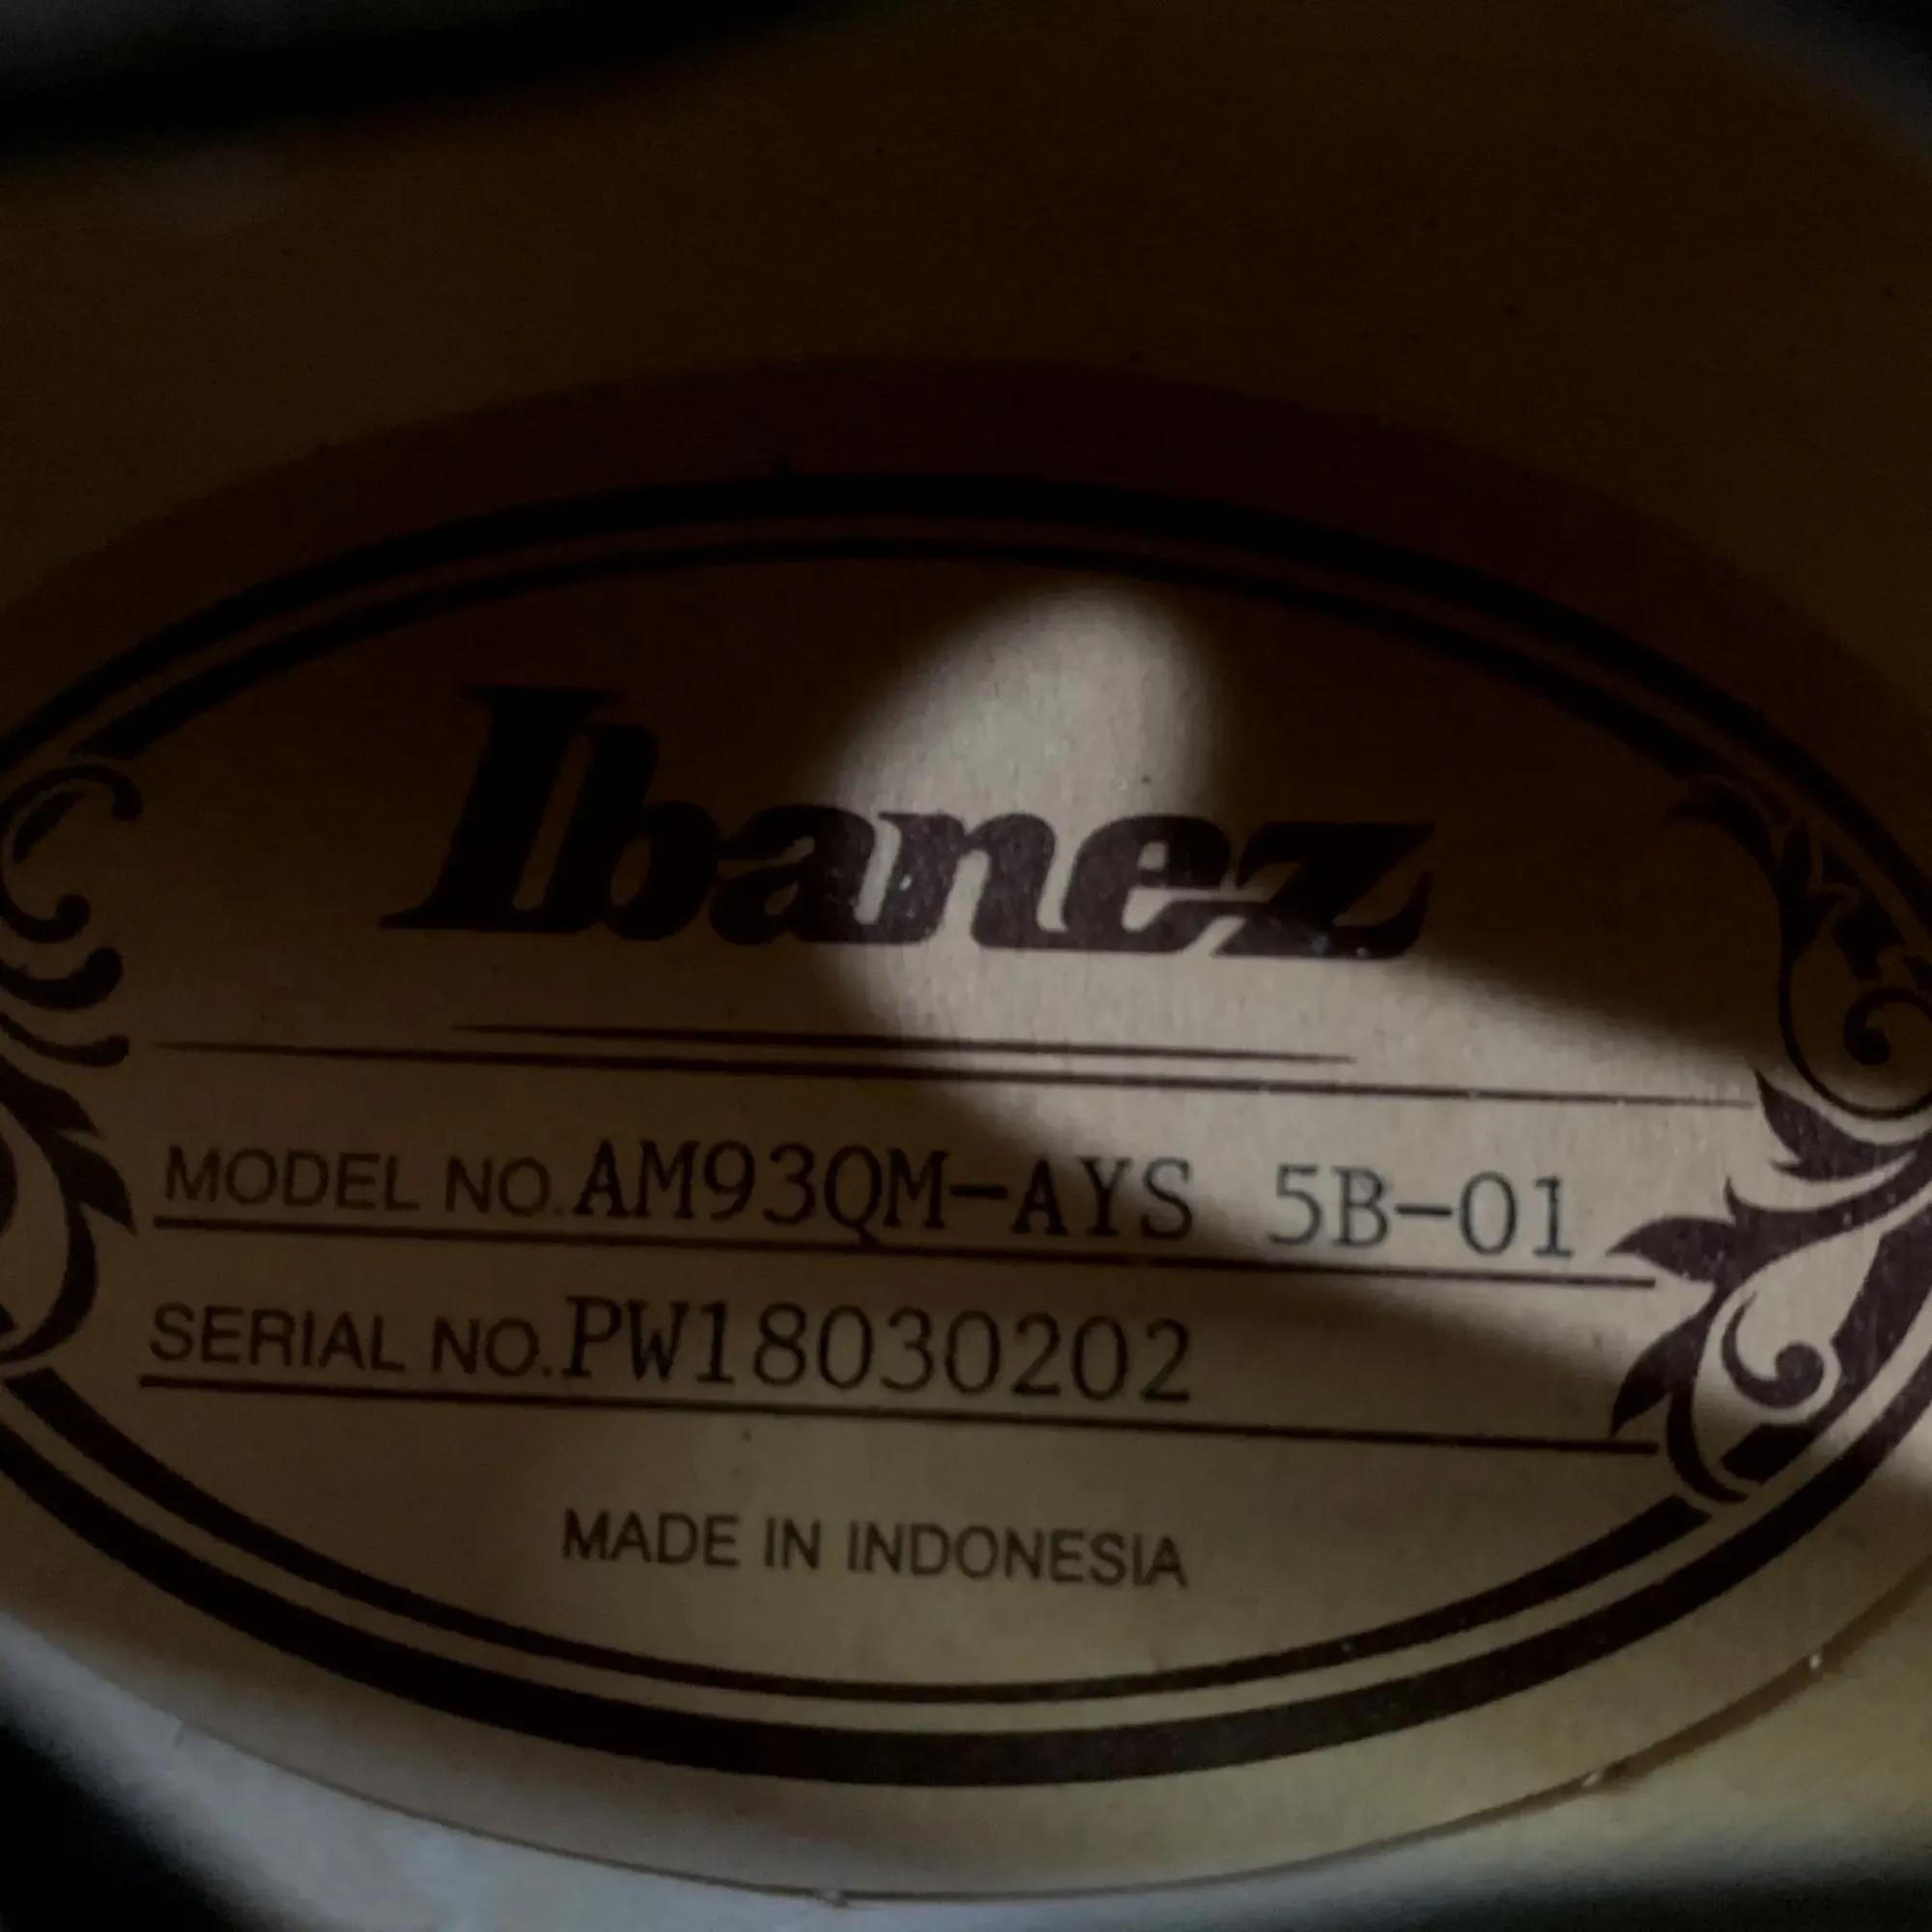 Ibanez
MODEL NO. AM93QM-AYS 5B-01
SERIAL NO. PW18030202
MADE IN INDONESIA